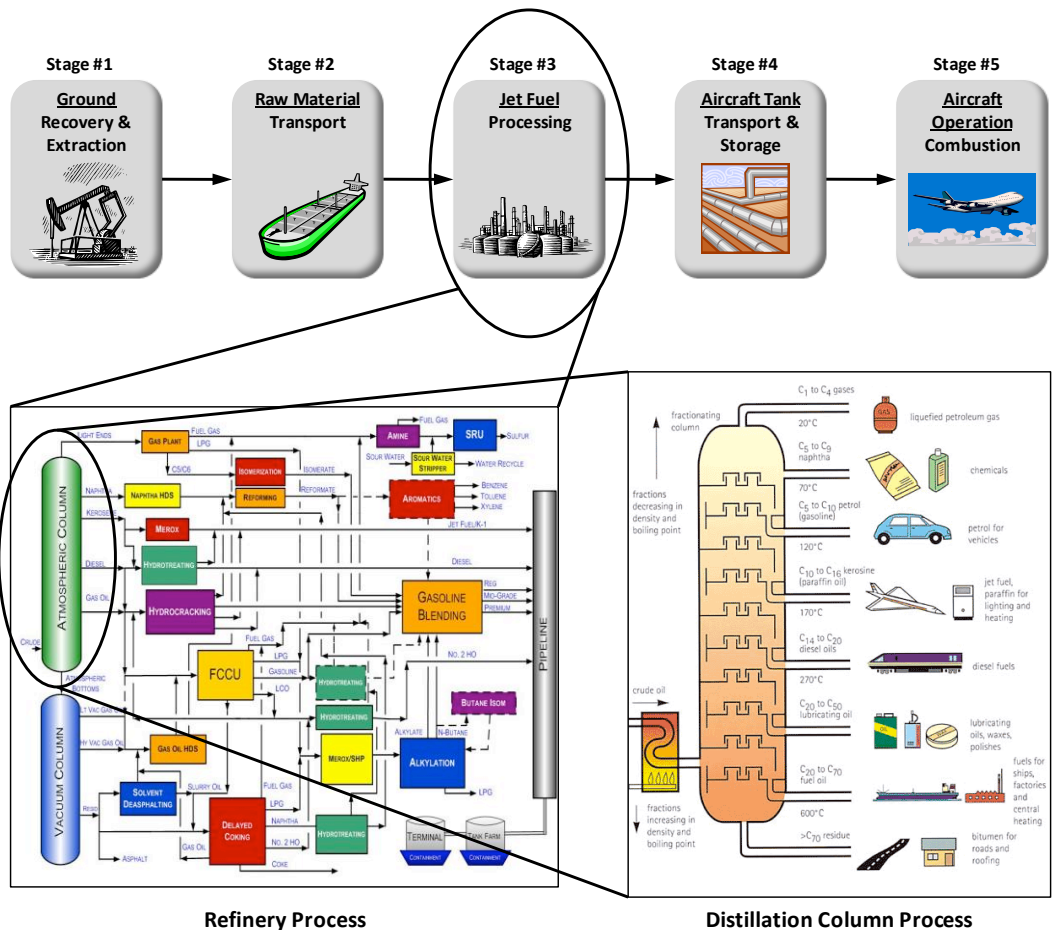 Stage #1
Stage #2
Stage #3
Stage #4
Stage #5
Ground
Recovery &
Extraction
Raw Material
Transport
Jet Fuel
Processing
Aircraft Tank
Transport &
Storage
Aircraft
Operation
Combustion
LIGHT ENDS
GAS PLANT
FUEL GAS
LPG
C5/C6
ISOMERIZATION
ISOMERATE
NAPHTHA
NAPHTHA HDS
REFORMING
REFORMATE
KEROSENE
MEROX
JET FUEL/K-1
AMINE
FUEL GAS
SRU
SULFUR
SOUR WATER
SOUR WATER
STRIPPER
WATER RECYCLE
AROMATICS
BENZENE
TOLUENE
XYLENE
DIESEL
HYDROTREATING
DIESEL
GAS OIL
HYDROCRACKING
GASOLINE
BLENDING
REG
MID-GRADE
PREMIUM
ATMOSPHERIC COLUMN
CRUDE
ATMOSPHERIC
BOTTOMS
FCCU
FUEL GAS
LPG
GASOLINE
LCO
HYDROTREATING
HYDROTREATING
NO. 2 HO
PIPELINE
VACUUM COLUMN
LT VAC GAS OIL
HY VAC GAS OIL
GAS OIL HDS
MEROX/SHP
ALKYLATE
N-BUTANE
BUTANE ISOM
ALKYLATION
LPG
RESID
SOLVENT
DEASPHALTING
SLURRY OIL
ASPHALT
GAS OIL
DELAYED
COKING
FUEL GAS
LPG
NAPHTHA
NO. 2 HO
COKE
HYDROTREATING
TERMINAL
CONTAINMENT
TANK FARM
CONTAINMENT
Refinery Process
fractionating
column
fractions
decreasing in
density and
boiling point
crude oil
fractions
increasing in
density and
boiling point
C1 to C4 gases
20°C
GAS
liquefied petroleum gas
C5 to C9
naphtha
70°C
chemicals
C5 to C10 petrol
(gasoline)
120°C
petrol for
vehicles
C10 to C16 kerosine
(paraffin oil)
170°C
jet fuel,
paraffin for
lighting and
heating
C14 to C20
diesel oils
270°C
diesel fuels
C20 to C50
lubricating oil
OIL
lubricating
oils, waxes,
polishes
C20 to C70
fuel oil
600°C
fuels for
ships,
factories
and central
heating
>C70 residue
bitumen for
roads and
roofing
Distillation Column Process